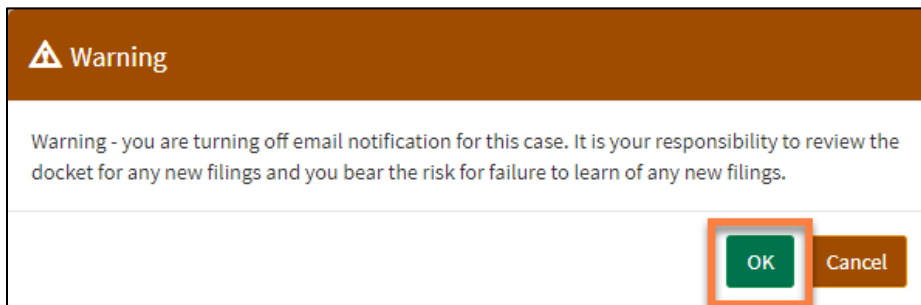 Warning
Warning - you are turning off email notification for this case. It is your responsibility to review the
docket for any new filings and you bear the risk for failure to learn of any new filings.
OK Cancel